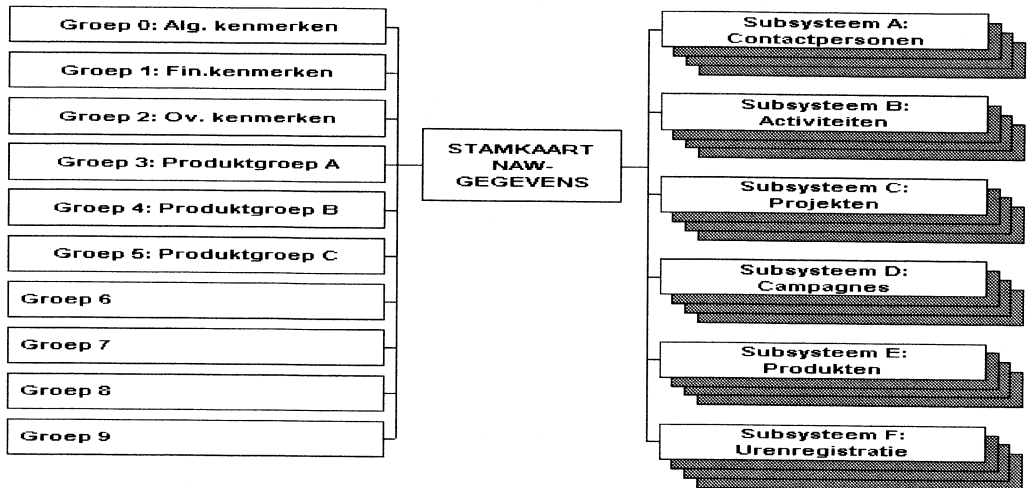 Groep 0: Alg. kenmerken
Groep 1: Fin.kenmerken
Groep 2: Ov. kenmerken
Groep 3: Produktgroep A
Groep 4: Produktgroep B
Groep 5: Produktgroep C
Groep 6
Groep 7
Groep 8
Groep 9
STAMKAART
NAW-
GEGEVENS
Subsysteem A:
Contactpersonen
Subsysteem B:
Activiteiten
Subsysteem C:
Projekten
Subsysteem D:
Campagnes
Subsysteem E:
Produkten
Subsysteem F:
Urenregistratie